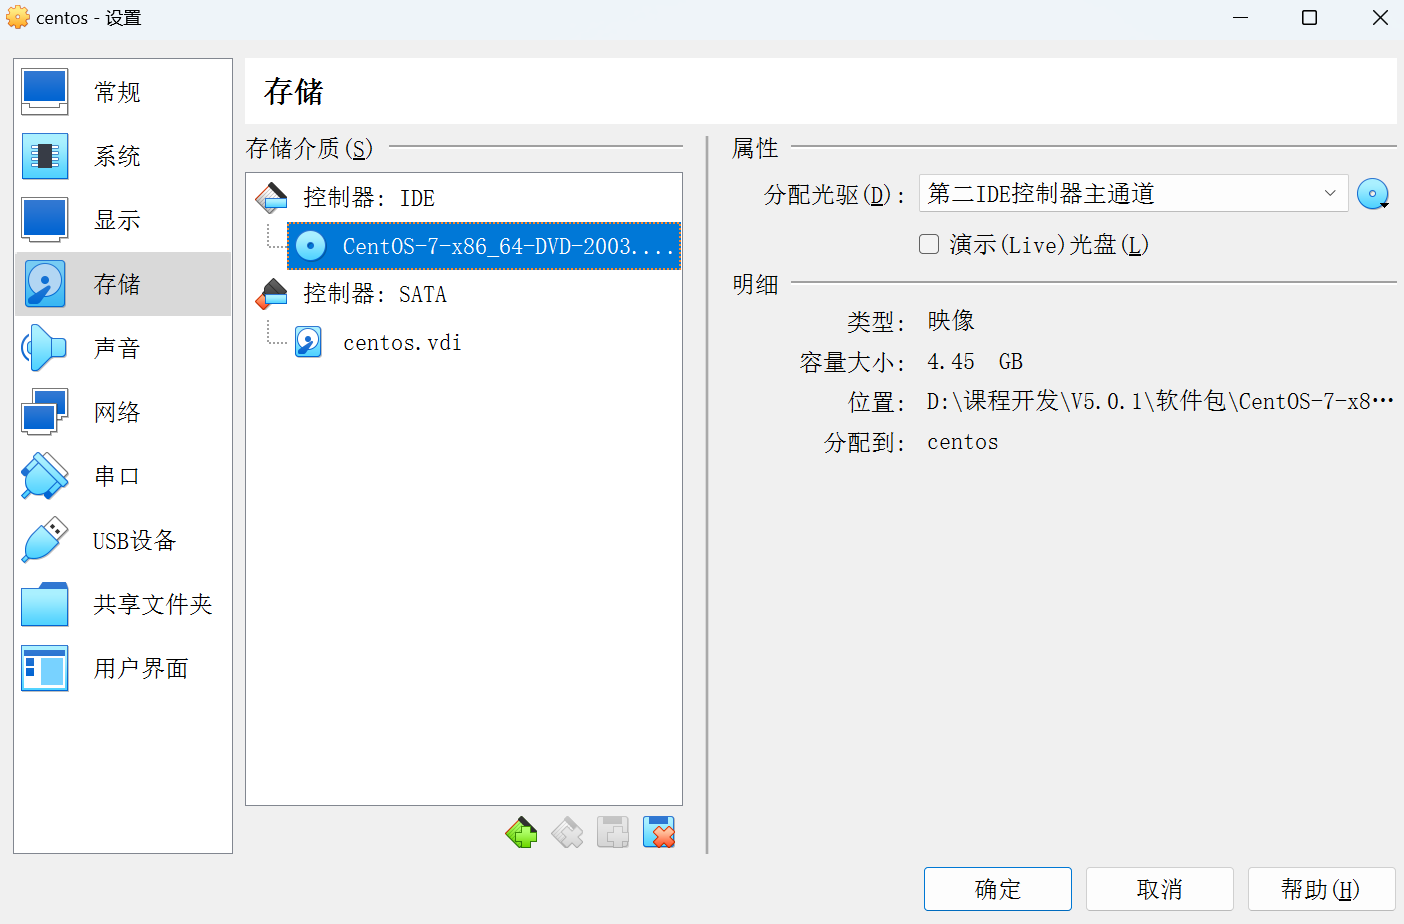 centos - 设置
常规
系统
显示
存储
声音
网络
串口
USB设备
共享文件夹
用户界面
存储
存储介质(S)
控制器: IDE
CentOS-7-x86_64-DVD-2003....
控制器: SATA
centos.vdi
属性
分配光驱(D): 第二IDE控制器主通道
演示(Live)光盘(L)
明细
类型: 映像
容量大小: 4.45 GB
位置: D:\课程开发\V5.0.1\软件包\CentOS-7-x8…
分配到: centos
确定
取消
帮助(H)